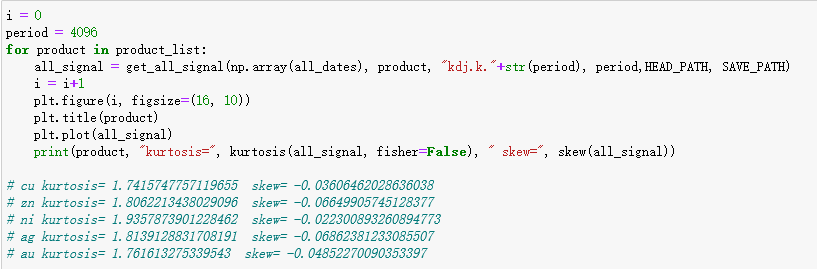 i = 0
period = 4096
for product in product_list:
    all_signal = get_all_signal(np.array(all_dates), product, "kdj.k."+str(period), period,HEAD_PATH, SAVE_PATH)
    i = i+1
    plt.figure(i, figsize=(16, 10))
    plt.title(product)
    plt.plot(all_signal)
    print(product, "kurtosis=", kurtosis(all_signal, fisher=False), " skew=", skew(all_signal))
# cu kurtosis= 1.7415747757119655  skew= -0.03606462028636038
# zn kurtosis= 1.8062213438029096  skew= -0.06649905745128377
# ni kurtosis= 1.9357873901228462  skew= -0.022300893260894773
# ag kurtosis= 1.8139128831708191  skew= -0.06862381233085507
# au kurtosis= 1.761613275339543  skew= -0.04852270090353397